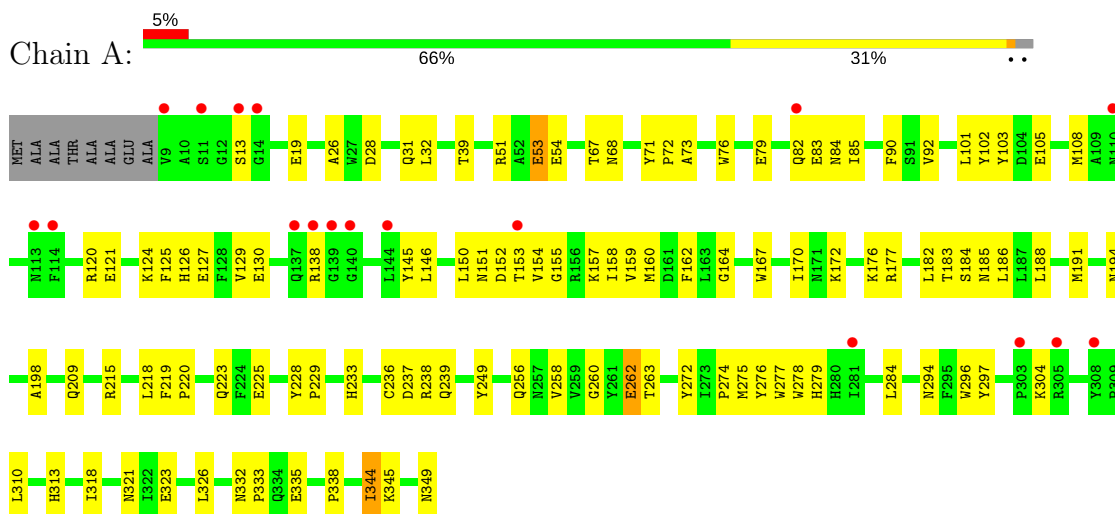 5%
Chain A:
66% 31% • •
MET ALA ALA THR ALA ALA GLU ALA V9 A10 S11 G12 S13 G14 E19 A26 W27 D28 Q31 L32 T39 R51 A52 E53 E54 T67 N68 Y71 P72 A73 W76 E79 Q82 E83 N84 I85 F90 S91 V92 L101 Y102 Y103 D104 E105 M108 A109 N110
N113 F114 R120 E121 K124 F125 H126 E127 F128 V129 E130 Q137 R138 G139 G140 L144 Y145 L146 L150 N151 D152 T153 V154 G155 R156 K157 I158 V159 M160 D161 F162 L163 G164 W167 I170 N171 K172 K176 R177 L182 T183 S184 N185 L186 L187 L188 M191 N194
A198 Q209 R215 L218 F219 P220 Q223 F224 E225 Y228 P229 H233 C236 D237 R238 Q239 Y249 Q256 N257 V258 V259 G260 Y261 E262 T263 Y272 I273 P274 M275 Y276 W277 W278 H279 H280 I281 L284 N294 F295 W296 Y297 P303 K304 R305 Y308
L310 H313 I318 N321 I322 E323 L326 N332 P333 Q334 E335 P338 I344 K345 N349